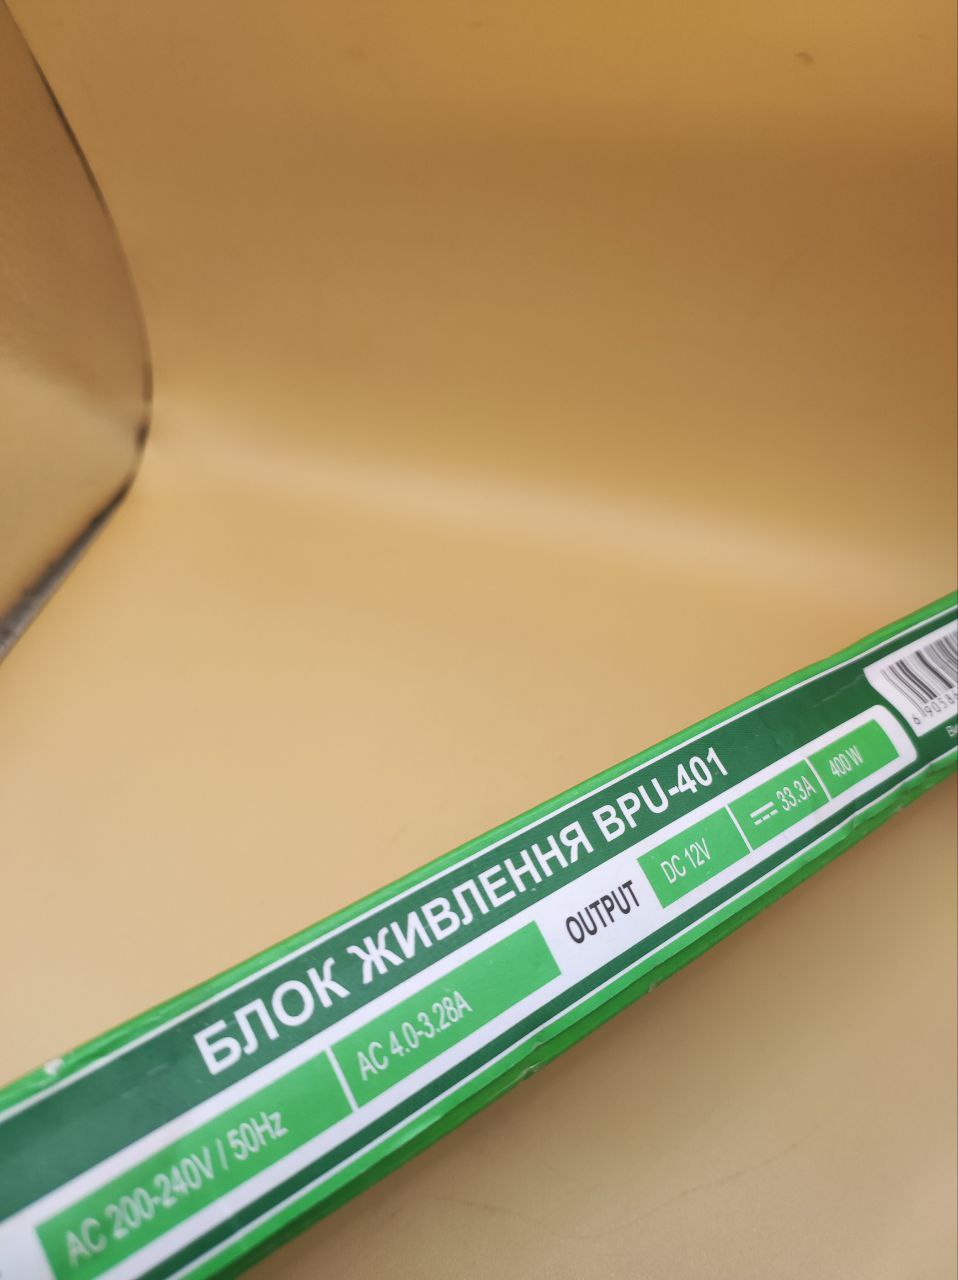 БЛОК ЖИВЛЕННЯ BPU-401
AC 200-240V / 50Hz
AC 4.0-3.28A
OUTPUT
DC 12V
⎓ 33.3A
400 W